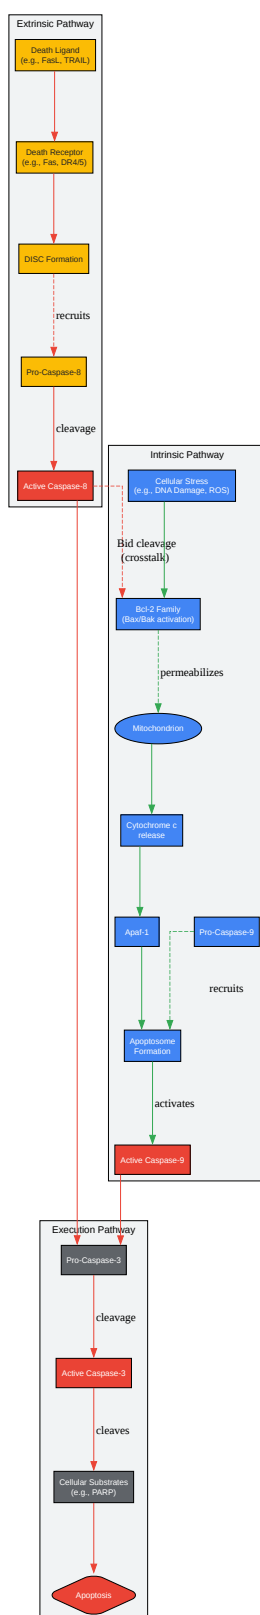 Extrinsic Pathway
Death Ligand
(e.g., FasL, TRAIL)
Death Receptor
(e.g., Fas, DR4/5)
DISC Formation
recruits
Pro-Caspase-8
cleavage
Active Caspase-8
Intrinsic Pathway
Cellular Stress
(e.g., DNA Damage, ROS)
Bid cleavage
(crosstalk)
Bcl-2 Family
(Bax/Bak activation)
permeabilizes
Mitochondrion
Cytochrome c
release
Apaf-1
Pro-Caspase-9
recruits
Apoptosome
Formation
activates
Active Caspase-9
Execution Pathway
Pro-Caspase-3
cleavage
Active Caspase-3
cleaves
Cellular Substrates
(e.g., PARP)
Apoptosis